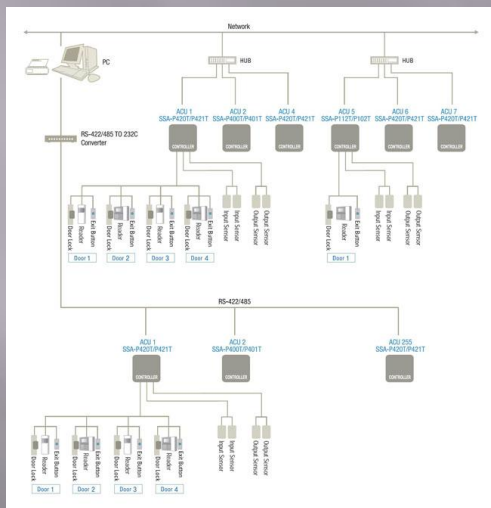 Network
PC
HUB
HUB
ACU 1
SSA-P420T/P421T
ACU 2
SSA-P400T/P401T
ACU 4
SSA-P420T/P421T
ACU 5
SSA-P112T/P102T
ACU 6
SSA-P420T/P421T
ACU 7
SSA-P420T/P421T
CONTROLLER
CONTROLLER
CONTROLLER
CONTROLLER
CONTROLLER
CONTROLLER
RS-422/485 TO 232C
Converter
Door Lock
Reader
Exit Button
Door Lock
Reader
Exit Button
Door Lock
Reader
Exit Button
Door Lock
Reader
Exit Button
Input Sensor
Input Sensor
Output Sensor
Output Sensor
Door Lock
Reader
Exit Button
Input Sensor
Input Sensor
Output Sensor
Output Sensor
Door 1
Door 2
Door 3
Door 4
Door 1
RS-422/485
ACU 1
SSA-P420T/P421T
ACU 2
SSA-P400T/P401T
ACU 255
SSA-P420T/P421T
CONTROLLER
CONTROLLER
CONTROLLER
Door Lock
Reader
Exit Button
Door Lock
Reader
Exit Button
Door Lock
Reader
Exit Button
Door Lock
Reader
Exit Button
Input Sensor
Input Sensor
Output Sensor
Output Sensor
Door 1
Door 2
Door 3
Door 4